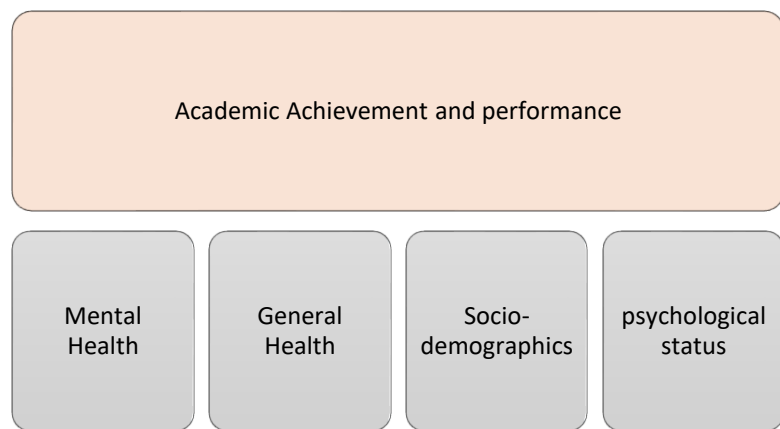 Academic Achievement and performance
Mental
Health
General
Health
Socio-
demographics
psychological
status